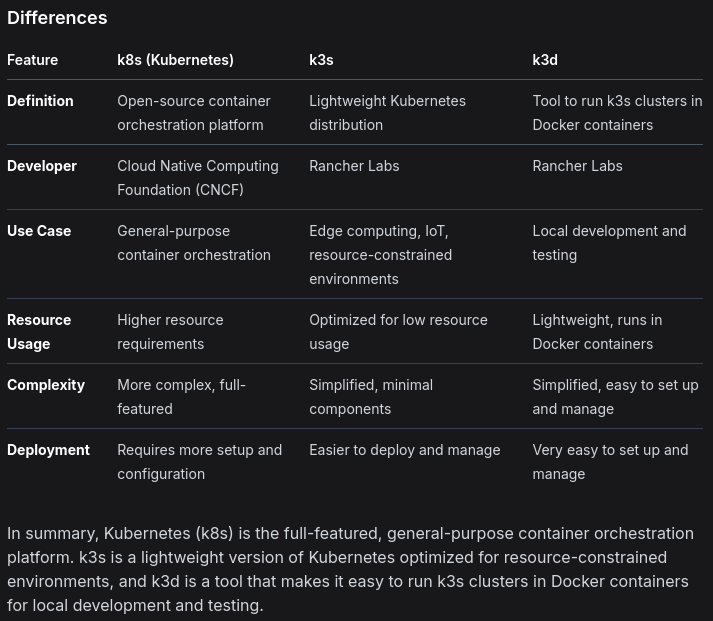 Differences
Feature k8s (Kubernetes) k3s k3d
Definition Open-source container Lightweight Kubernetes Tool to run k3s clusters in
orchestration platform distribution Docker containers
Developer Cloud Native Computing Rancher Labs Rancher Labs
Foundation (CNCF)
Use Case General-purpose Edge computing, IoT, Local development and
container orchestration resource-constrained testing
environments
Resource Higher resource Optimized for low resource Lightweight, runs in
Usage requirements usage Docker containers
Complexity More complex, full- Simplified, minimal Simplified, easy to set up
featured components and manage
Deployment Requires more setup and Easier to deploy and manage Very easy to set up and
configuration manage
In summary, Kubernetes (k8s) is the full-featured, general-purpose container orchestration
platform. k3s is a lightweight version of Kubernetes optimized for resource-constrained
environments, and k3d is a tool that makes it easy to run k3s clusters in Docker containers
for local development and testing.